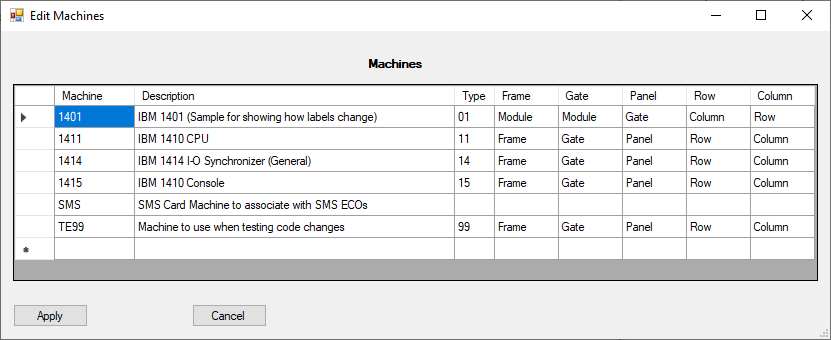 Edit Machines
Machines
Machine Description Type Frame Gate Panel Row Column
1401 IBM 1401 (Sample for showing how labels change) 01 Module Module Gate Column Row
1411 IBM 1410 CPU 11 Frame Gate Panel Row Column
1414 IBM 1414 I-O Synchronizer (General) 14 Frame Gate Panel Row Column
1415 IBM 1410 Console 15 Frame Gate Panel Row Column
SMS SMS Card Machine to associate with SMS ECOs
TE99 Machine to use when testing code changes 99 Frame Gate Panel Row Column
Apply Cancel